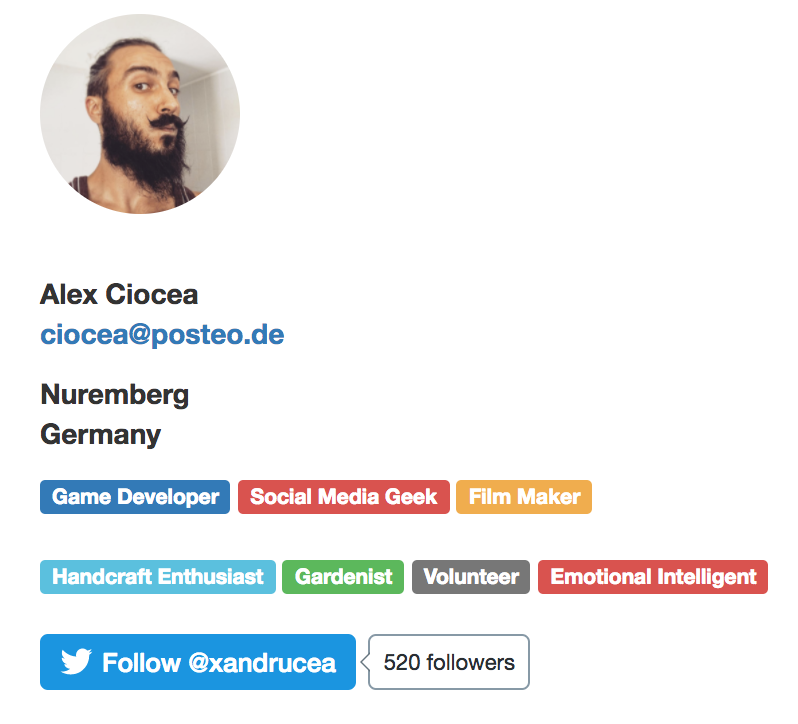 Alex Ciocea
ciocea@posteo.de
Nuremberg
Germany
Game Developer Social Media Geek Film Maker
Handcraft Enthusiast Gardenist Volunteer Emotional Intelligent
Follow @xandrucea 520 followers